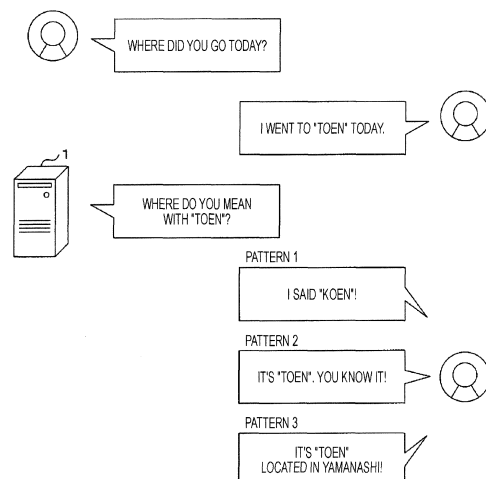 WHERE DID YOU GO TODAY?
I WENT TO "TOEN" TODAY.
1
WHERE DO YOU MEAN
WITH "TOEN"?
PATTERN 1
I SAID "KOEN"!
PATTERN 2
IT'S "TOEN". YOU KNOW IT!
PATTERN 3
IT'S "TOEN"
LOCATED IN YAMANASHI!